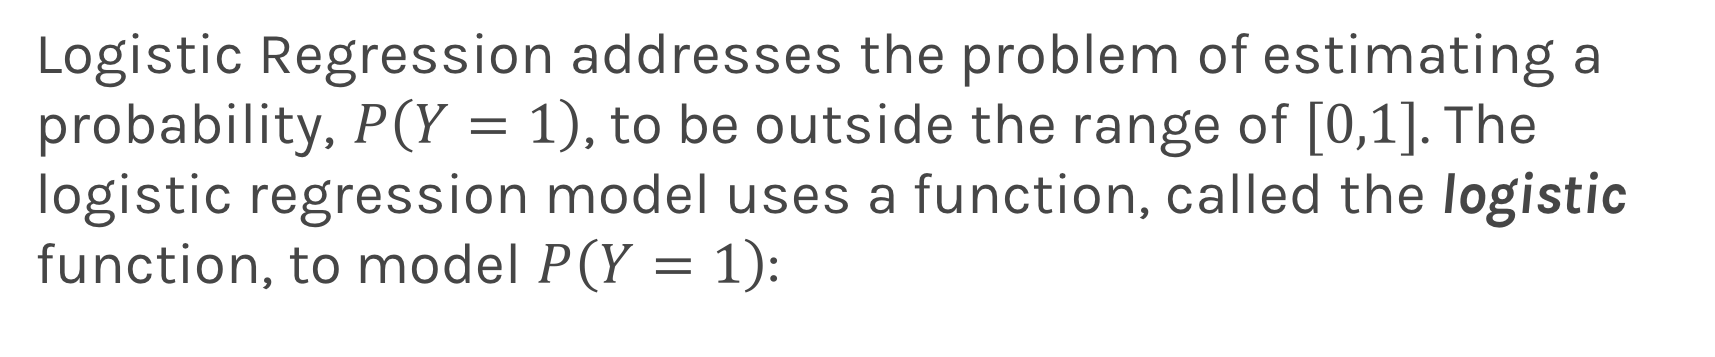 Logistic Regression addresses the problem of estimating a
probability, P(Y = 1), to be outside the range of [0,1]. The
logistic regression model uses a function, called the logistic
function, to model P(Y = 1):